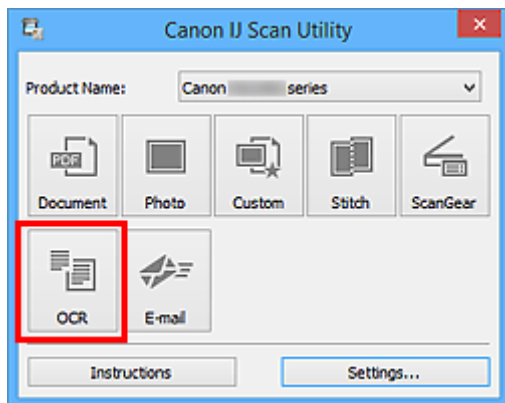 Canon IJ Scan Utility
Product Name: Canon series
PDF
Document Photo Custom Stitch ScanGear
OCR E-mail
Instructions Settings...